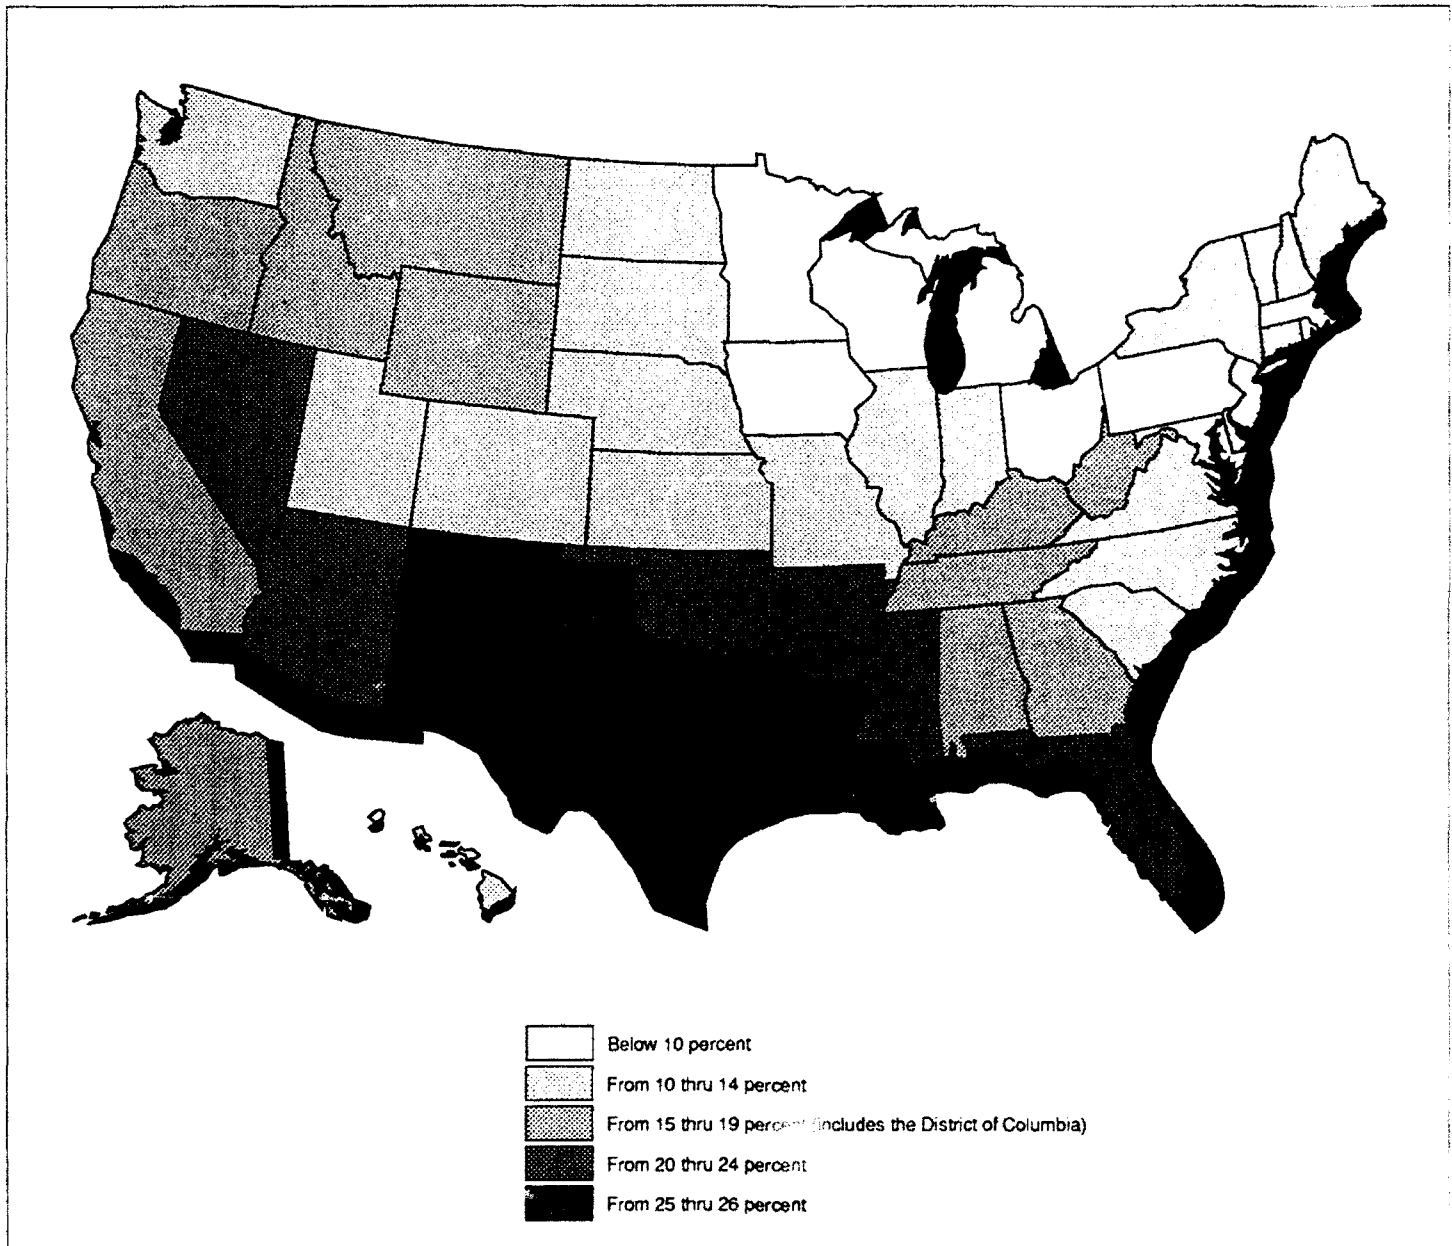 Below 10 percent
From 10 thru 14 percent
From 15 thru 19 percent (includes the District of Columbia)
From 20 thru 24 percent
From 25 thru 26 percent